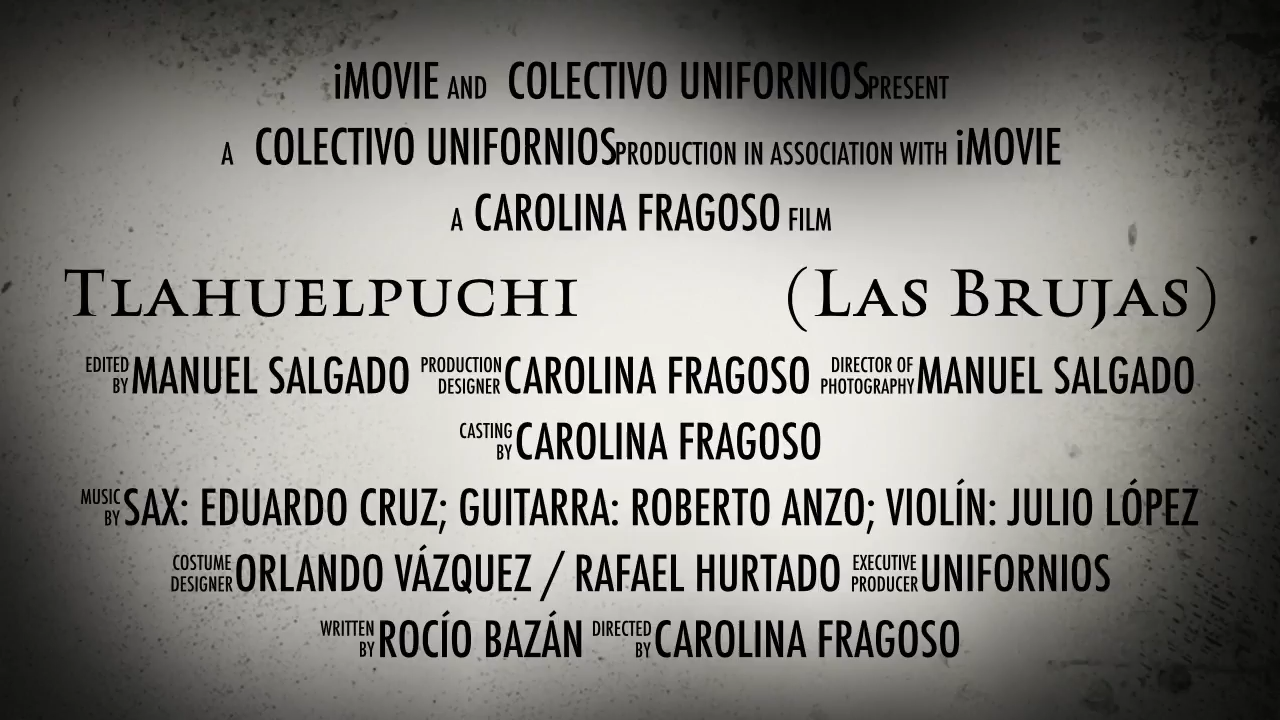 iMOVIE AND COLECTIVO UNIFORNIOS PRESENT
A COLECTIVO UNIFORNIOS PRODUCTION IN ASSOCIATION WITH iMOVIE
A CAROLINA FRAGOSO FILM
TLAHUELPUCHI (LAS BRUJAS)
EDITED BY MANUEL SALGADO PRODUCTION DESIGNER CAROLINA FRAGOSO DIRECTOR OF PHOTOGRAPHY MANUEL SALGADO
CASTING BY CAROLINA FRAGOSO
MUSIC BY SAX: EDUARDO CRUZ; GUITARRA: ROBERTO ANZO; VIOLÍN: JULIO LÓPEZ
COSTUME DESIGNER ORLANDO VÁZQUEZ / RAFAEL HURTADO EXECUTIVE PRODUCER UNIFORNIOS
WRITTEN BY ROCÍO BAZÁN DIRECTED BY CAROLINA FRAGOSO